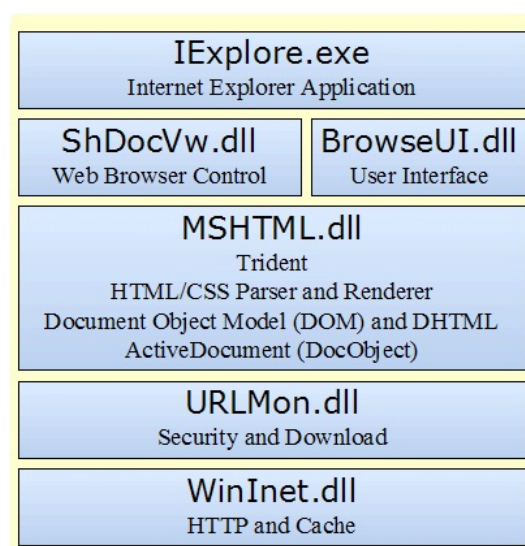 IExplore.exe
Internet Explorer Application
ShDocVw.dll
Web Browser Control
BrowseUI.dll
User Interface
MSHTML.dll
Trident
HTML/CSS Parser and Renderer
Document Object Model (DOM) and DHTML
ActiveDocument (DocObject)
URLMon.dll
Security and Download
WinInet.dll
HTTP and Cache